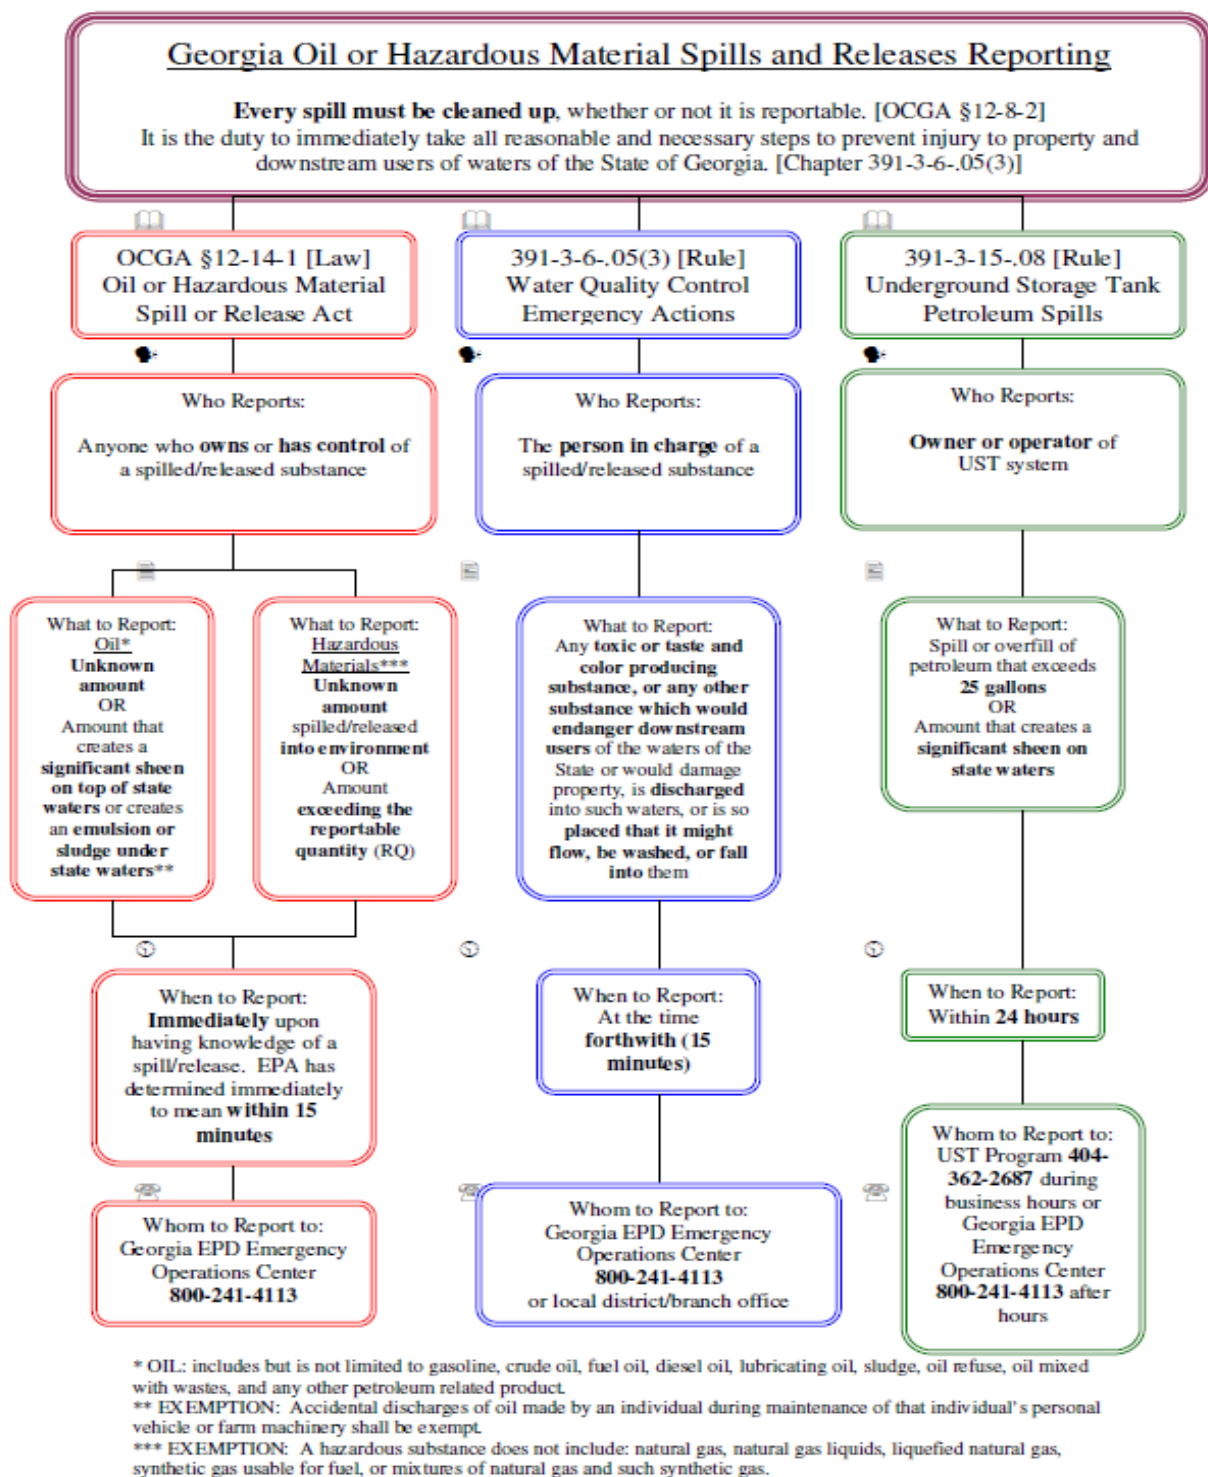 Georgia Oil or Hazardous Material Spills and Releases Reporting
Every spill must be cleaned up, whether or not it is reportable. [OCGA §12-8-2]
It is the duty to immediately take all reasonable and necessary steps to prevent injury to property and
downstream users of waters of the State of Georgia. [Chapter 391-3-6-.05(3)]
OCGA §12-14-1 [Law]
Oil or Hazardous Material
Spill or Release Act
Who Reports:
Anyone who owns or has control of
a spilled/released substance
What to Report:
Oil*
Unknown
amount
OR
Amount that
creates a
significant sheen
on top of state
waters or creates
an emulsion or
sludge under
state waters**
What to Report:
Hazardous
Materials***
Unknown
amount
spilled/released
into environment
OR
Amount
exceeding the
reportable
quantity (RQ)
When to Report:
Immediately upon
having knowledge of a
spill/release. EPA has
determined immediately
to mean within 15
minutes
Whom to Report to:
Georgia EPD Emergency
Operations Center
800-241-4113
391-3-6-.05(3) [Rule]
Water Quality Control
Emergency Actions
Who Reports:
The person in charge of a
spilled/released substance
What to Report:
Any toxic or taste and
color producing
substance, or any other
substance which would
endanger downstream
users of the waters of the
State or would damage
property, is discharged
into such waters, or is so
placed that it might
flow, be washed, or fall
into them
When to Report:
At the time
forthwith (15
minutes)
Whom to Report to:
Georgia EPD Emergency
Operations Center
800-241-4113
or local district/branch office
391-3-15-.08 [Rule]
Underground Storage Tank
Petroleum Spills
Who Reports:
Owner or operator of
UST system
What to Report:
Spill or overfill of
petroleum that exceeds
25 gallons
OR
Amount that creates a
significant sheen on
state waters
When to Report:
Within 24 hours
Whom to Report to:
UST Program 404-
362-2687 during
business hours or
Georgia EPD
Emergency
Operations Center
800-241-4113 after
hours
* OIL: includes but is not limited to gasoline, crude oil, fuel oil, diesel oil, lubricating oil, sludge, oil refuse, oil mixed
with wastes, and any other petroleum related product.
** EXEMPTION: Accidental discharges of oil made by an individual during maintenance of that individual's personal
vehicle or farm machinery shall be exempt.
*** EXEMPTION: A hazardous substance does not include: natural gas, natural gas liquids, liquefied natural gas,
synthetic gas usable for fuel, or mixtures of natural gas and such synthetic gas.